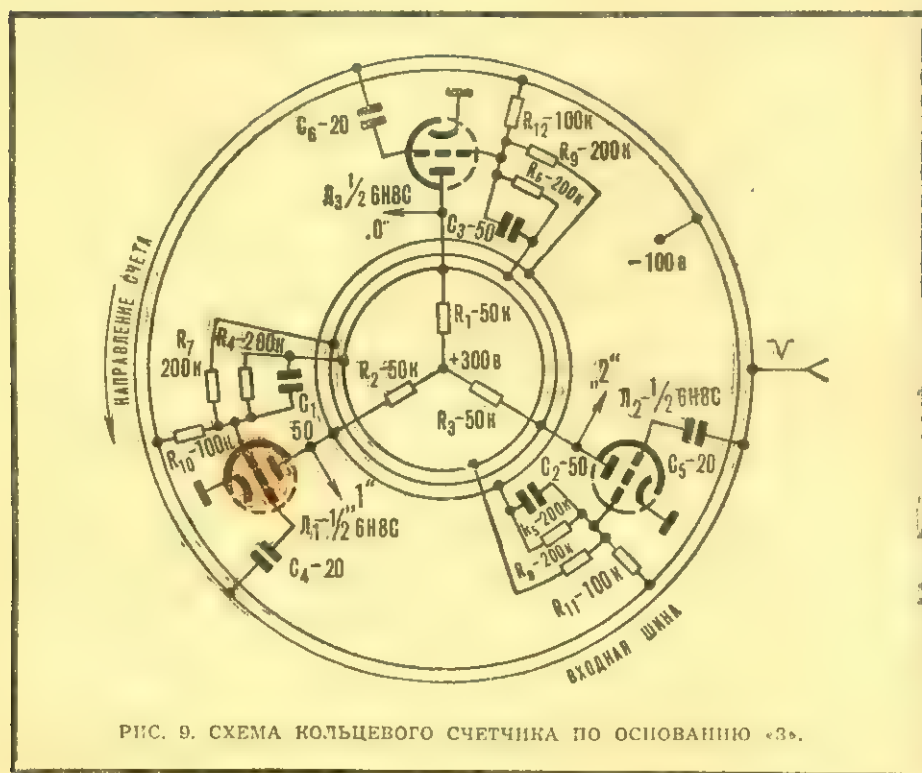 C₆-20
R₁₂-100к
R₉-200к
R₆-200к
Л₃ ½ 6Н8С
„0“
C₃-50
-100в
НАПРАВЛЕНИЕ СЧЕТА
R₁-50к
R₇
200к
R₄-200к
R₂-50к
+300в
C₁
50
R₃-50к
„2“
Л₂-½ 6Н8С
R₁₀-100к
C₂-50
C₅-20
„1“
Л₁-½ 6Н8С
R₅-200к
R₈-200к
C₄-20
R₁₁-100к
ВХОДНАЯ ШИНА
РИС. 9. СХЕМА КОЛЬЦЕВОГО СЧЕТЧИКА ПО ОСНОВАНИЮ «3».